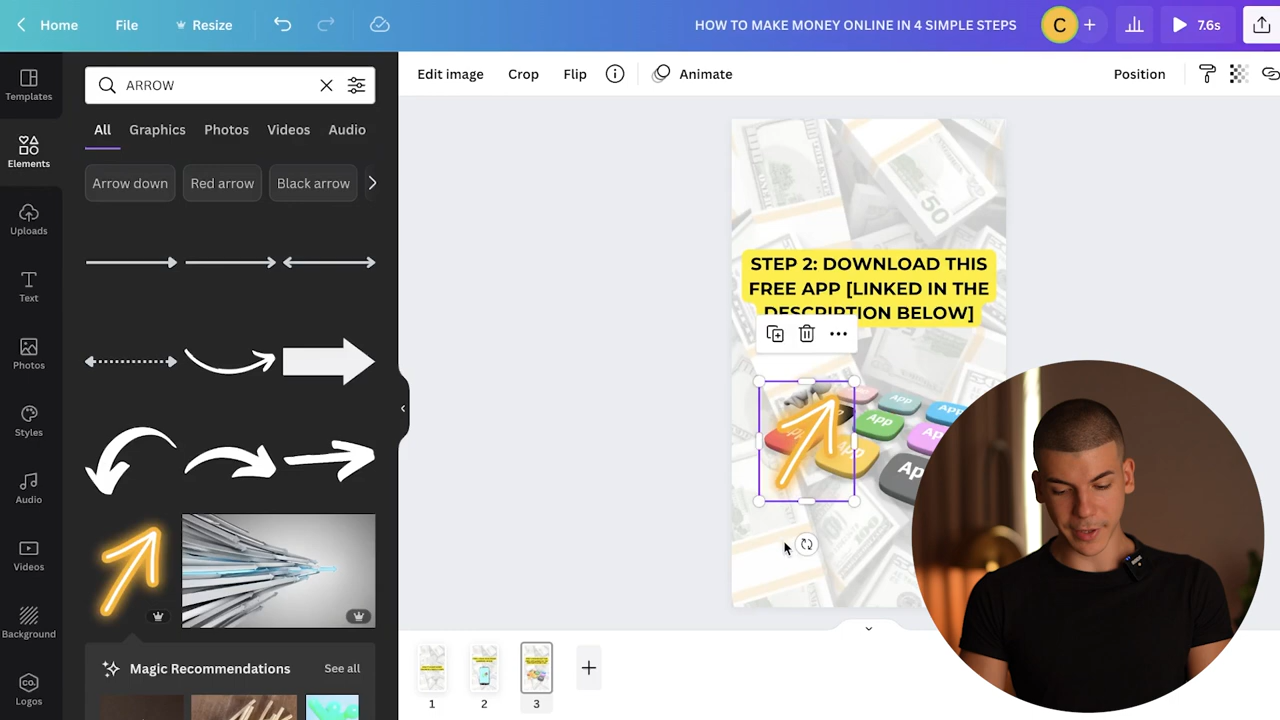 Home File Resize HOW TO MAKE MONEY ONLINE IN 4 SIMPLE STEPS C 7.6s
Templates
Elements
Uploads
Text
Photos
Styles
Audio
Videos
Background
Logos
ARROW
All Graphics Photos Videos Audio
Arrow down Red arrow Black arrow
Magic Recommendations See all
Edit image Crop Flip Animate Position
50
STEP 2: DOWNLOAD THIS
FREE APP [LINKED IN THE
DESCRIPTION BELOW]
App
App
App
App
App
1 2 3